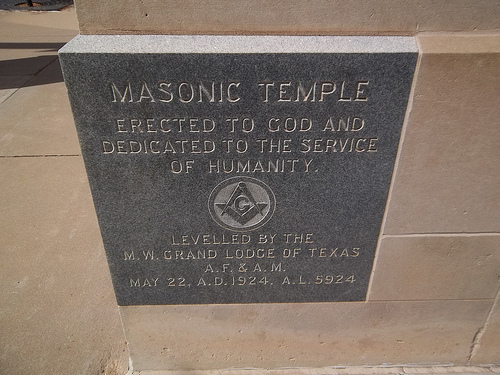 MASONIC TEMPLE
ERECTED TO GOD AND
DEDICATED TO THE SERVICE
OF HUMANITY.
G
LEVELLED BY THE
M.W. GRAND LODGE OF TEXAS
A.F. & A.M.
MAY 22, A.D. 1924, A.L. 5924